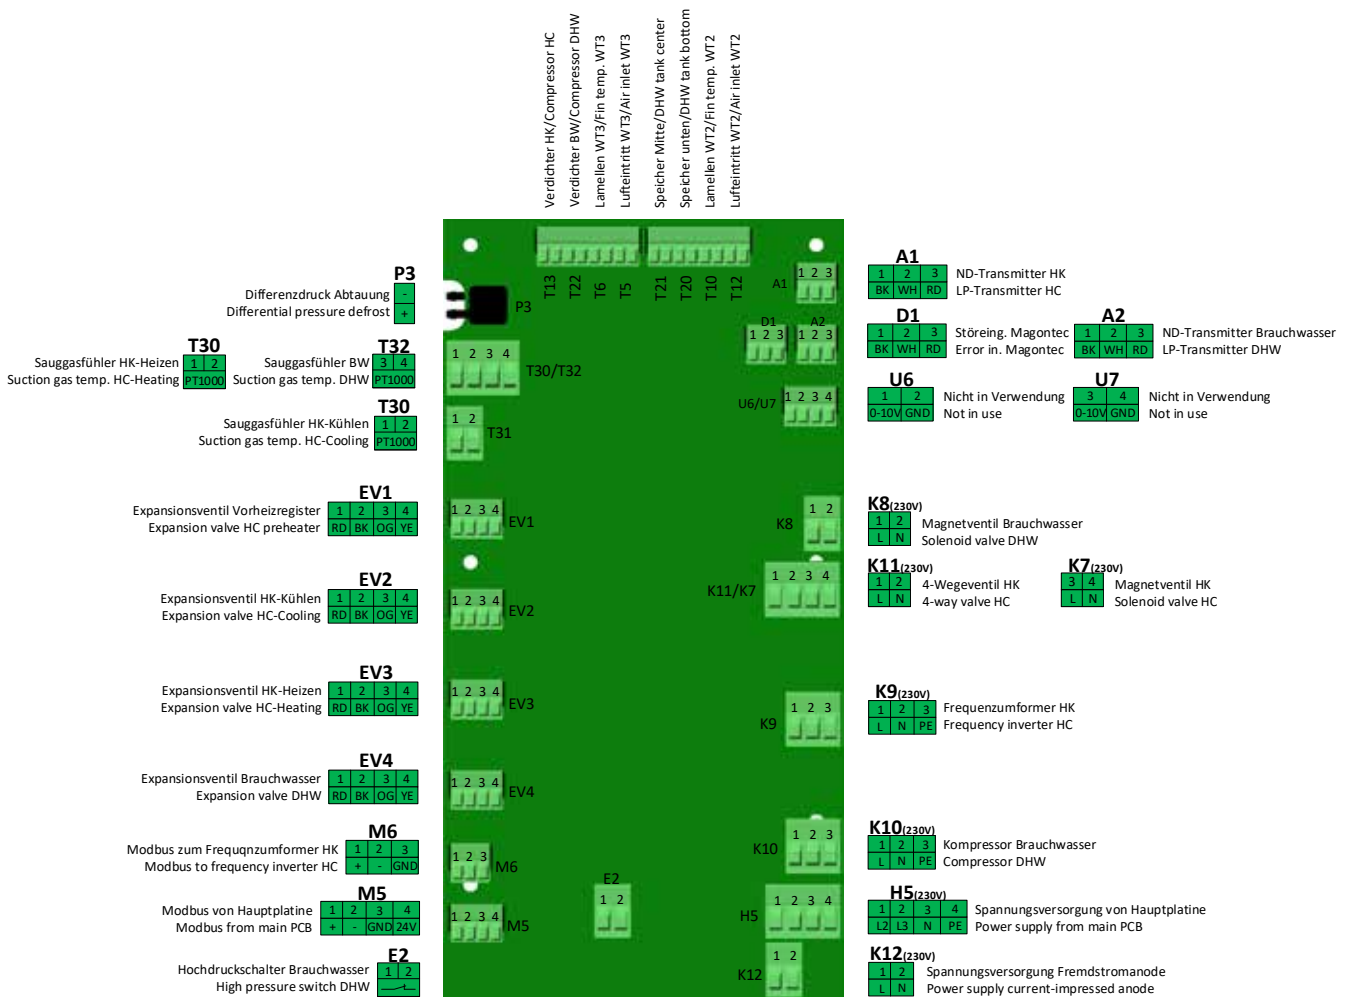 Verdichter HK/Compressor HC
Verdichter BW/Compressor DHW
Lamellen WT3/Fin temp. WT3
Lufteintritt WT3/Air inlet WT3
Speicher Mitte/DHW tank center
Speicher unten/DHW tank bottom
Lamellen WT2/Fin temp. WT2
Lufteintritt WT2/Air inlet WT2
T13 T22 T6 T5 T21 T20 T10 T12
P3
Differenzdruck Abtauung -
Differential pressure defrost +
T30
Sauggasfühler HK-Heizen 1 2
Suction gas temp. HC-Heating PT1000
T32
Sauggasfühler BW 3 4
Suction gas temp. DHW PT1000
T30
Sauggasfühler HK-Kühlen 1 2
Suction gas temp. HC-Cooling PT1000
EV1
Expansionsventil Vorheizregister 1 2 3 4
Expansion valve HC preheater RD BK OG YE
EV2
Expansionsventil HK-Kühlen 1 2 3 4
Expansion valve HC-Cooling RD BK OG YE
EV3
Expansionsventil HK-Heizen 1 2 3 4
Expansion valve HC-Heating RD BK OG YE
EV4
Expansionsventil Brauchwasser 1 2 3 4
Expansion valve DHW RD BK OG YE
M6
Modbus zum Frequqnzumformer HK 1 2 3
Modbus to frequency inverter HC + - GND
M5
Modbus von Hauptplatine 1 2 3 4
Modbus from main PCB + - GND 24V
E2
Hochdruckschalter Brauchwasser 1 2
High pressure switch DHW
P3
1 2 3 4
T30/T32
1 2
T31
1 2 3 4
EV1
1 2 3 4
EV2
1 2 3 4
EV3
1 2 3 4
EV4
1 2 3
M6
1 2 3 4
M5
E2
1 2
A1
1 2 3
D1
1 2 3
A2
1 2 3
U6/U7
1 2 3 4
K8
1 2
K11/K7
1 2 3 4
K9
1 2 3
K10
1 2 3
H5
1 2 3 4
K12
1 2
A1
1 2 3 ND-Transmitter HK
BK WH RD LP-Transmitter HC
D1
1 2 3 Störeing. Magontec
BK WH RD Error in. Magontec
A2
1 2 3 ND-Transmitter Brauchwasser
BK WH RD LP-Transmitter DHW
U6
1 2 Nicht in Verwendung
0-10V GND Not in use
U7
3 4 Nicht in Verwendung
0-10V GND Not in use
K8(230V)
1 2 Magnetventil Brauchwasser
L N Solenoid valve DHW
K11(230V)
1 2 4-Wegeventil HK
L N 4-way valve HC
K7(230V)
3 4 Magnetventil HK
L N Solenoid valve HC
K9(230V)
1 2 3 Frequenzumformer HK
L N PE Frequency inverter HC
K10(230V)
1 2 3 Kompressor Brauchwasser
L N PE Compressor DHW
H5(230V)
1 2 3 4 Spannungsversorgung von Hauptplatine
L2 L3 N PE Power supply from main PCB
K12(230V)
1 2 Spannungsversorgung Fremdstromanode
L N Power supply current-impressed anode